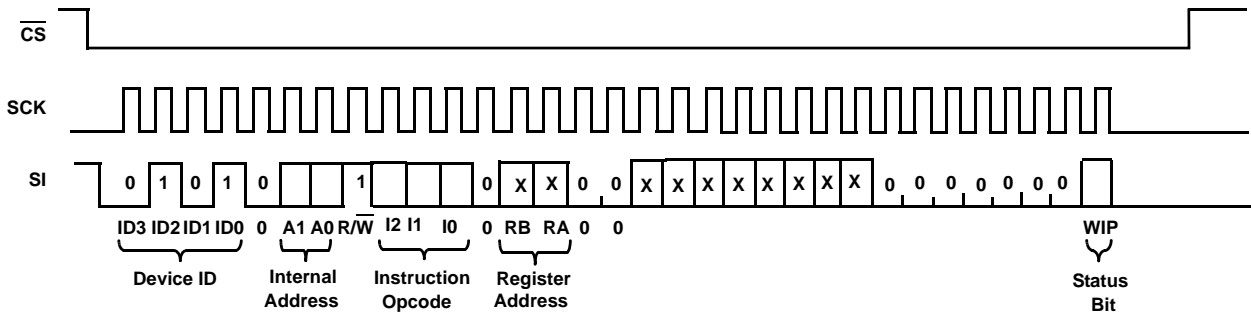 CS
SCK
SI 0 1 0 1 0 1 0 X X 0 0 X X X X X X X X 0 0 0 0 0 0 0
ID3 ID2 ID1 ID0 0 A1 A0 R/W I2 I1 I0 0 RB RA 0 0 WIP
Device ID
Internal
Address
Instruction
Opcode
Register
Address
Status
Bit